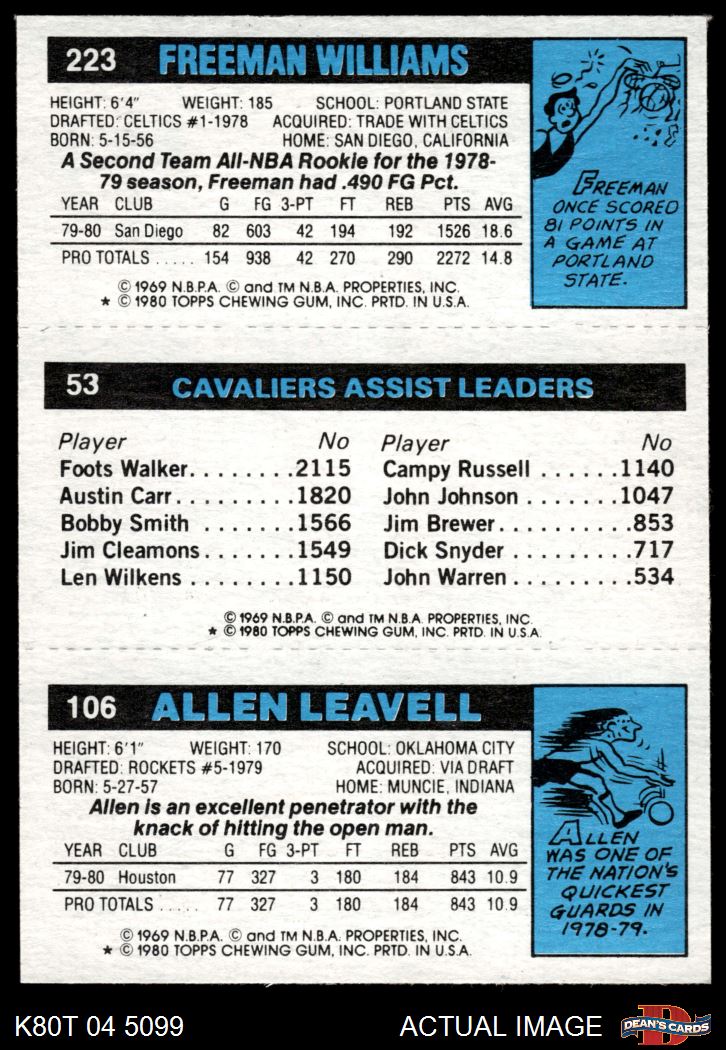 223 FREEMAN WILLIAMS
HEIGHT: 6'4" WEIGHT: 185 SCHOOL: PORTLAND STATE
DRAFTED: CELTICS #1-1978 ACQUIRED: TRADE WITH CELTICS
BORN: 5-15-56 HOME: SAN DIEGO, CALIFORNIA
A Second Team All-NBA Rookie for the 1978-
79 season, Freeman had .490 FG Pct.
YEAR CLUB G FG 3-PT FT REB PTS AVG
79-80 San Diego 82 603 42 194 192 1526 18.6
PRO TOTALS ..... 154 938 42 270 290 2272 14.8
© 1969 N.B.P.A. © and TM N.B.A. PROPERTIES, INC.
★ © 1980 TOPPS CHEWING GUM, INC. PRTD. IN U.S.A.
FREEMAN
ONCE SCORED
81 POINTS IN
A GAME AT
PORTLAND
STATE.
53 CAVALIERS ASSIST LEADERS
Player No Player No
Foots Walker........2115 Campy Russell ......1140
Austin Carr.........1820 John Johnson .......1047
Bobby Smith .......1566 Jim Brewer..........853
Jim Cleamons.......1549 Dick Snyder .........717
Len Wilkens ........1150 John Warren.........534
© 1969 N.B.P.A. © and TM N.B.A. PROPERTIES, INC.
★ © 1980 TOPPS CHEWING GUM, INC. PRTD. IN U.S.A.
106 ALLEN LEAVELL
HEIGHT: 6'1" WEIGHT: 170 SCHOOL: OKLAHOMA CITY
DRAFTED: ROCKETS #5-1979 ACQUIRED: VIA DRAFT
BORN: 5-27-57 HOME: MUNCIE, INDIANA
Allen is an excellent penetrator with the
knack of hitting the open man.
YEAR CLUB G FG 3-PT FT REB PTS AVG
79-80 Houston 77 327 3 180 184 843 10.9
PRO TOTALS ..... 77 327 3 180 184 843 10.9
© 1969 N.B.P.A. © and TM N.B.A. PROPERTIES, INC.
★ © 1980 TOPPS CHEWING GUM, INC. PRTD. IN U.S.A.
ALLEN
WAS ONE OF
THE NATION'S
QUICKEST
GUARDS IN
1978-79.
K80T 04 5099 ACTUAL IMAGE D DEAN'S CARDS